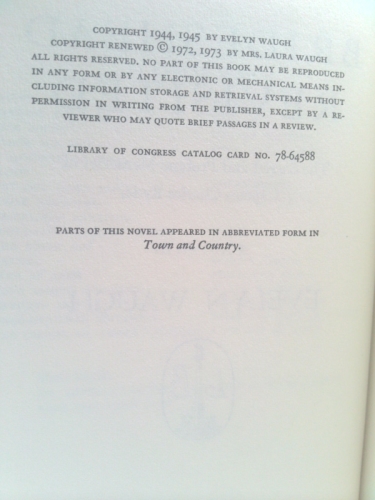 COPYRIGHT 1944, 1945 BY EVELYN WAUGH
COPYRIGHT RENEWED © 1972, 1973 BY MRS. LAURA WAUGH
ALL RIGHTS RESERVED. NO PART OF THIS BOOK MAY BE REPRODUCED
IN ANY FORM OR BY ANY ELECTRONIC OR MECHANICAL MEANS IN-
CLUDING INFORMATION STORAGE AND RETRIEVAL SYSTEMS WITHOUT
PERMISSION IN WRITING FROM THE PUBLISHER, EXCEPT BY A RE-
VIEWER WHO MAY QUOTE BRIEF PASSAGES IN A REVIEW.
LIBRARY OF CONGRESS CATALOG CARD NO. 78-64588
PARTS OF THIS NOVEL APPEARED IN ABBREVIATED FORM IN
Town and Country.